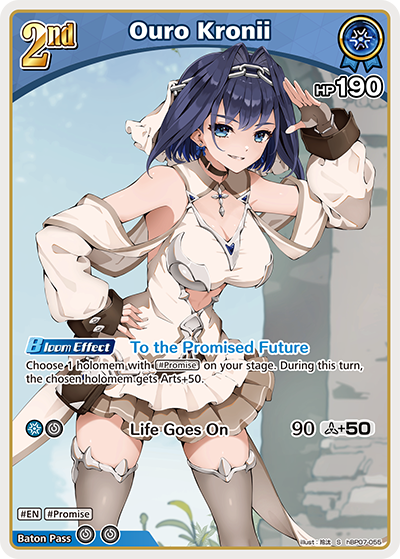 2nd
Ouro Kronii
HP190
Bloom Effect To the Promised Future
Choose 1 holomem with #Promise on your stage. During this turn,
the chosen holomem gets Arts+50.
Life Goes On 90 +50
#EN #Promise
Baton Pass
S hBP07-055